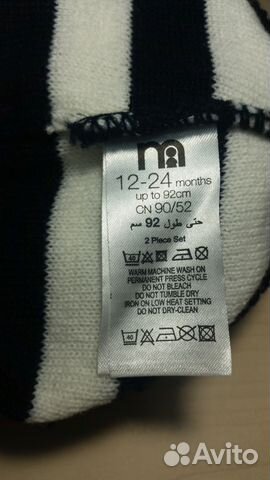 m
12-24 months
up to 92cm
CN 90/52
حتى طول 92 سم
2 Piece Set
40
WARM MACHINE WASH ON
PERMANENT PRESS CYCLE
DO NOT BLEACH
DO NOT TUMBLE DRY
IRON ON LOW HEAT SETTING
DO NOT DRY-CLEAN
40
Avito